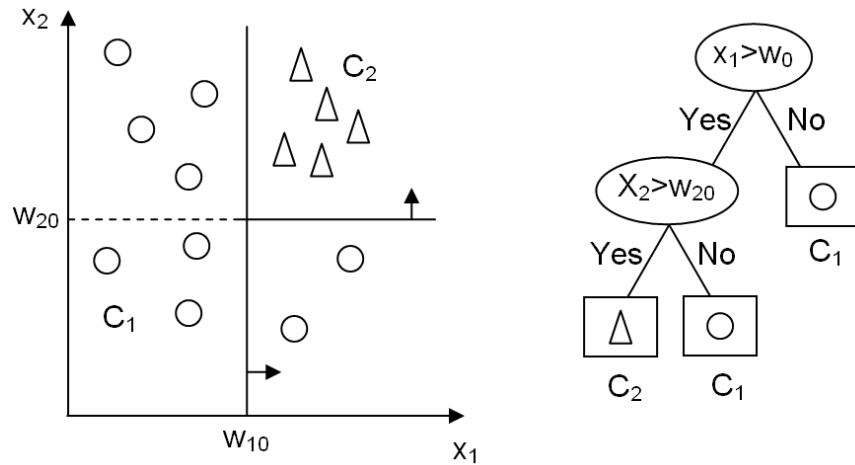 x₂
C₂
w₂₀
C₁
w₁₀
x₁
x₁>w₀
Yes No
X₂>w₂₀
C₁
Yes No
C₂ C₁